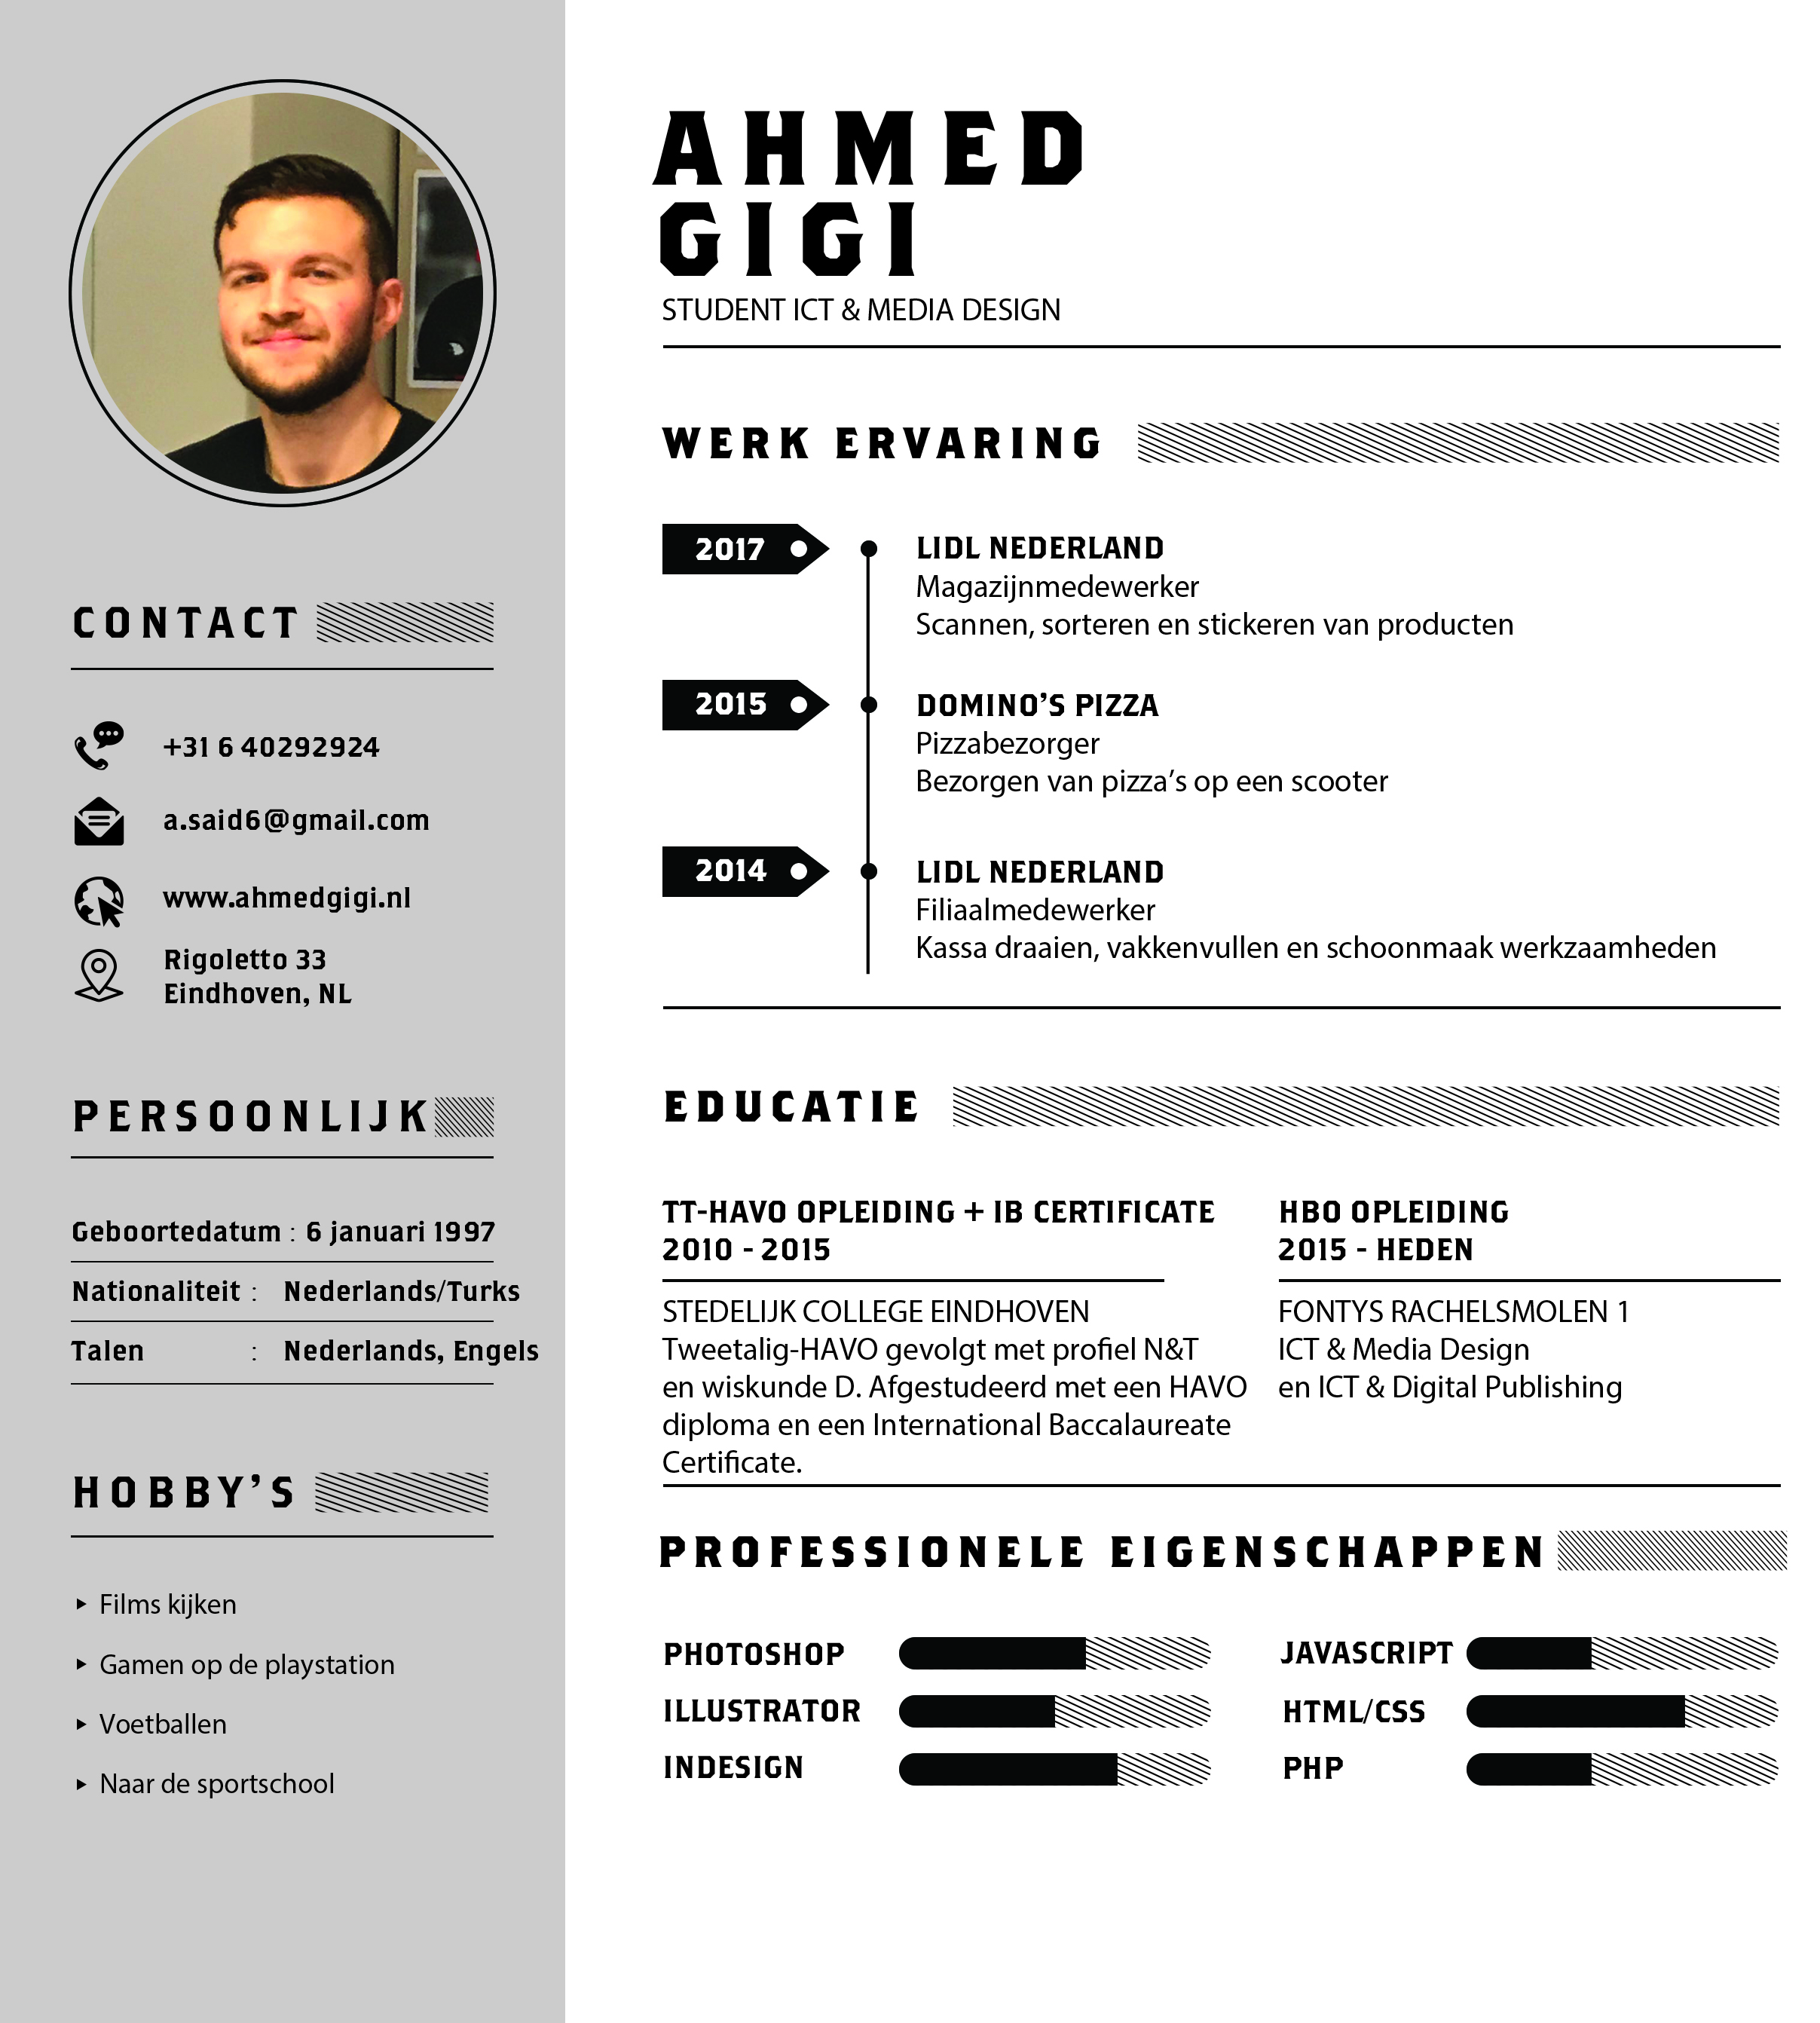 AHMED
GIGI
STUDENT ICT & MEDIA DESIGN
CONTACT
+31 6 40292924
a.said6@gmail.com
www.ahmedgigi.nl
Rigoletto 33
Eindhoven, NL
PERSOONLIJK
Geboortedatum : 6 januari 1997
Nationaliteit : Nederlands/Turks
Talen : Nederlands, Engels
HOBBY'S
Films kijken
Gamen op de playstation
Voetballen
Naar de sportschool
WERK ERVARING
2017
LIDL NEDERLAND
Magazijnmedewerker
Scannen, sorteren en stickeren van producten
2015
DOMINO'S PIZZA
Pizzabezorger
Bezorgen van pizza's op een scooter
2014
LIDL NEDERLAND
Filiaalmedewerker
Kassa draaien, vakkenvullen en schoonmaak werkzaamheden
EDUCATIE
TT-HAVO OPLEIDING + IB CERTIFICATE
2010 - 2015
STEDELIJK COLLEGE EINDHOVEN
Tweetalig-HAVO gevolgt met profiel N&T
en wiskunde D. Afgestudeerd met een HAVO
diploma en een International Baccalaureate
Certificate.
HBO OPLEIDING
2015 - HEDEN
FONTYS RACHELSMOLEN 1
ICT & Media Design
en ICT & Digital Publishing
PROFESSIONELE EIGENSCHAPPEN
PHOTOSHOP
ILLUSTRATOR
INDESIGN
JAVASCRIPT
HTML/CSS
PHP